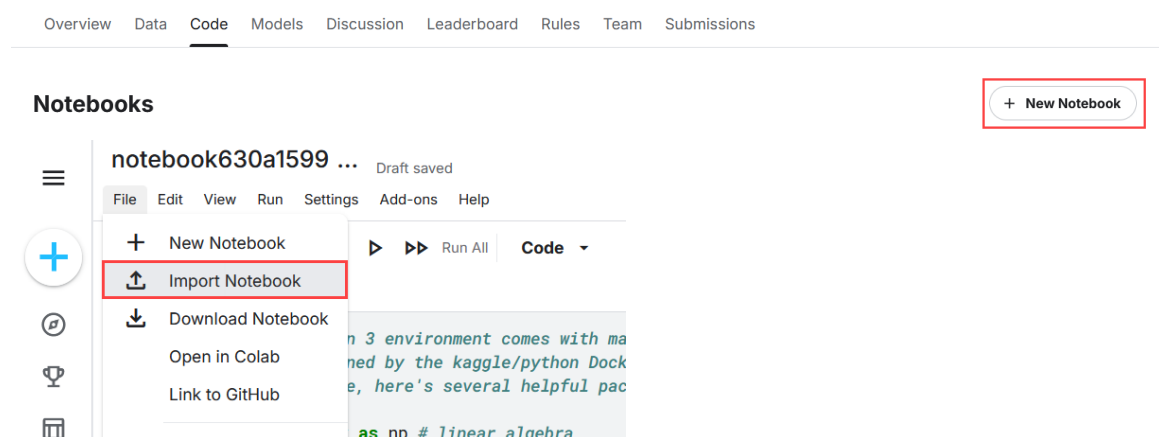 Overview Data Code Models Discussion Leaderboard Rules Team Submissions
Notebooks
+ New Notebook
notebook630a1599 ... Draft saved
File Edit View Run Settings Add-ons Help
New Notebook
Run All Code
Import Notebook
Download Notebook
n 3 environment comes with ma
Open in Colab
ned by the kaggle/python Dock
e, here's several helpful pac
Link to GitHub
as np # linear algebra